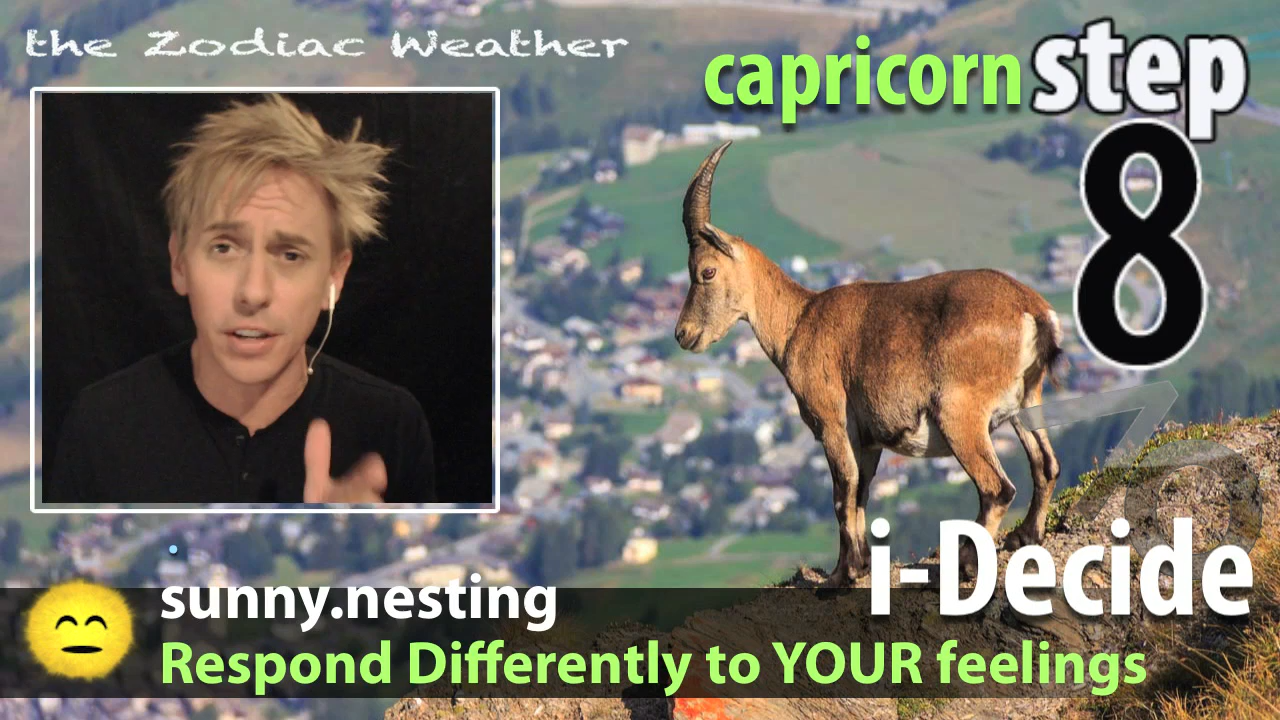 the Zodiac Weather
capricorn step
8
i-Decide
sunny.nesting
Respond Differently to YOUR feelings